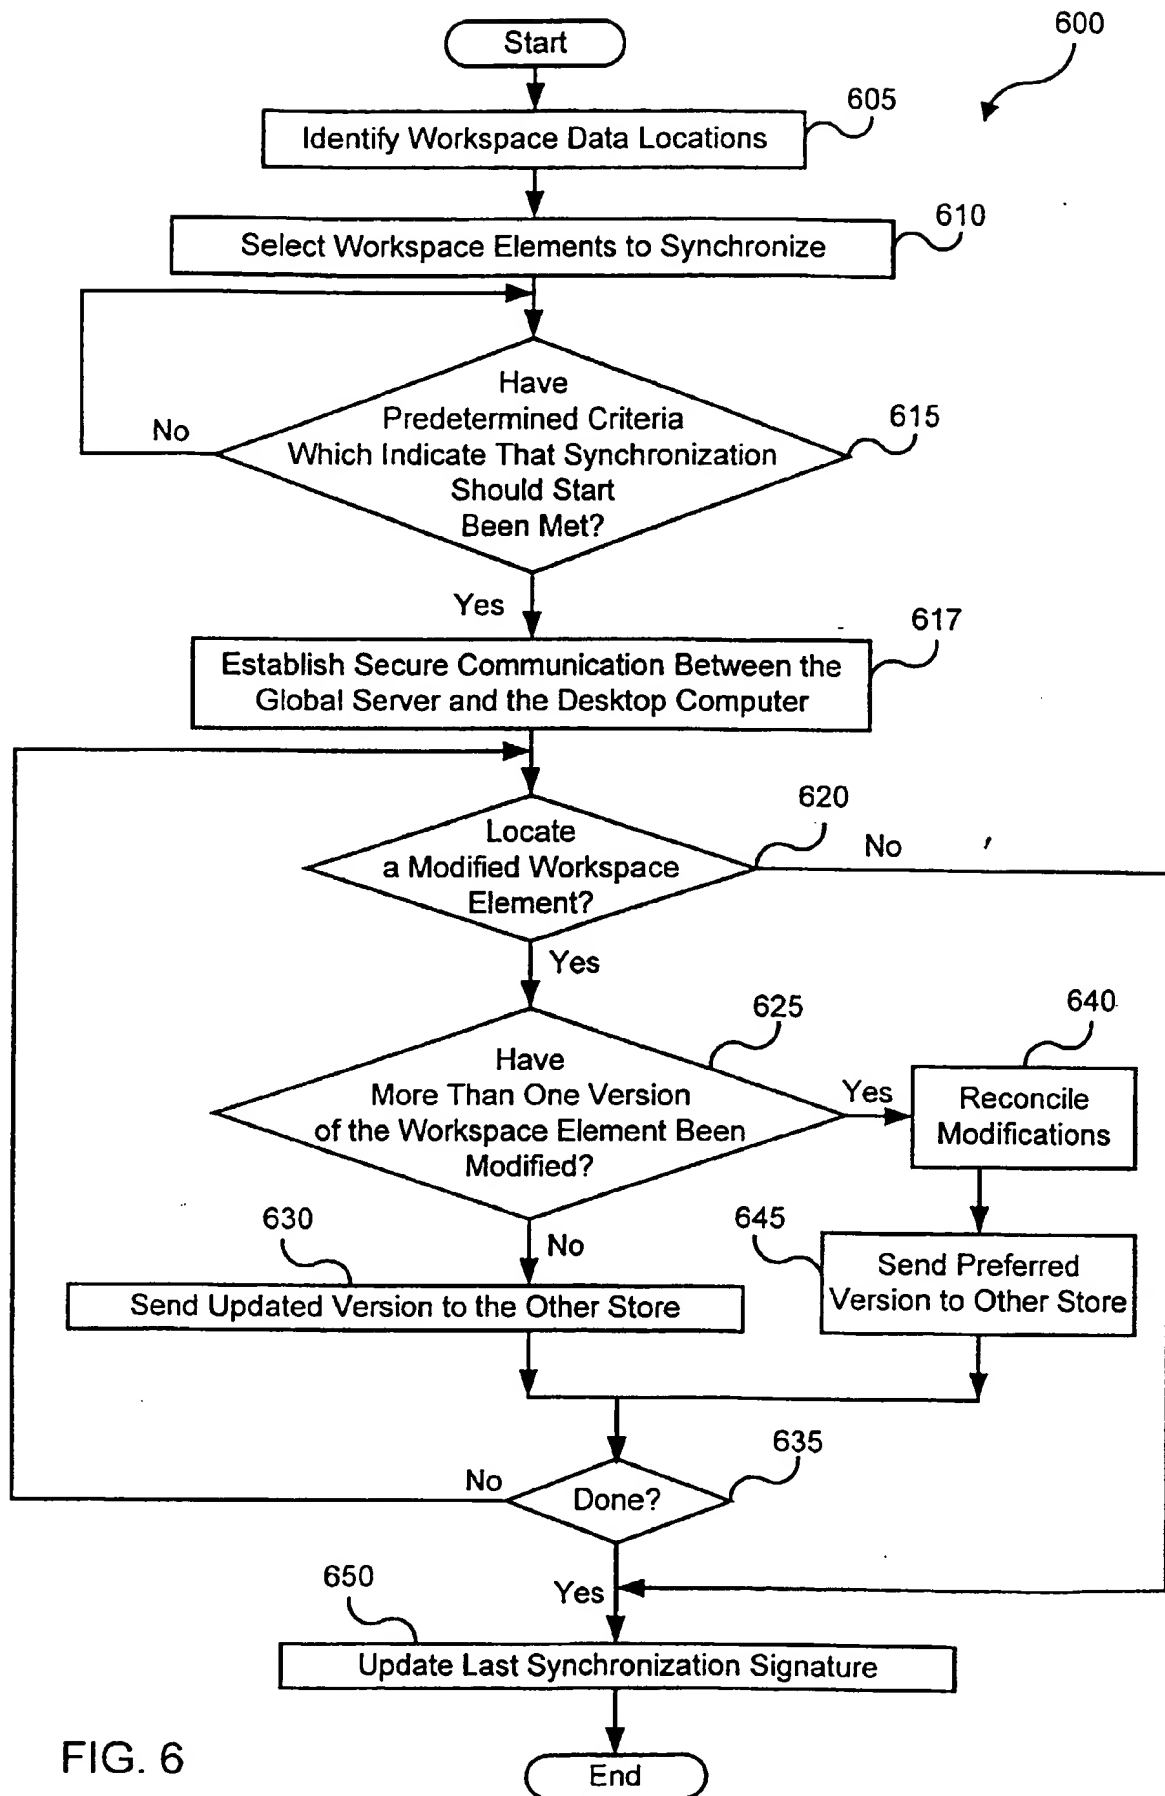 Start
600
605
Identify Workspace Data Locations
610
Select Workspace Elements to Synchronize
Have
Predetermined Criteria
Which Indicate That Synchronization
Should Start
Been Met?
No
615
Yes
617
Establish Secure Communication Between the
Global Server and the Desktop Computer
620
Locate
a Modified Workspace
Element?
No
Yes
625
640
Have
More Than One Version
of the Workspace Element Been
Modified?
Yes
Reconcile
Modifications
630
No
645
Send Updated Version to the Other Store
Send Preferred
Version to Other Store
635
No
Done?
650
Yes
Update Last Synchronization Signature
FIG. 6
End